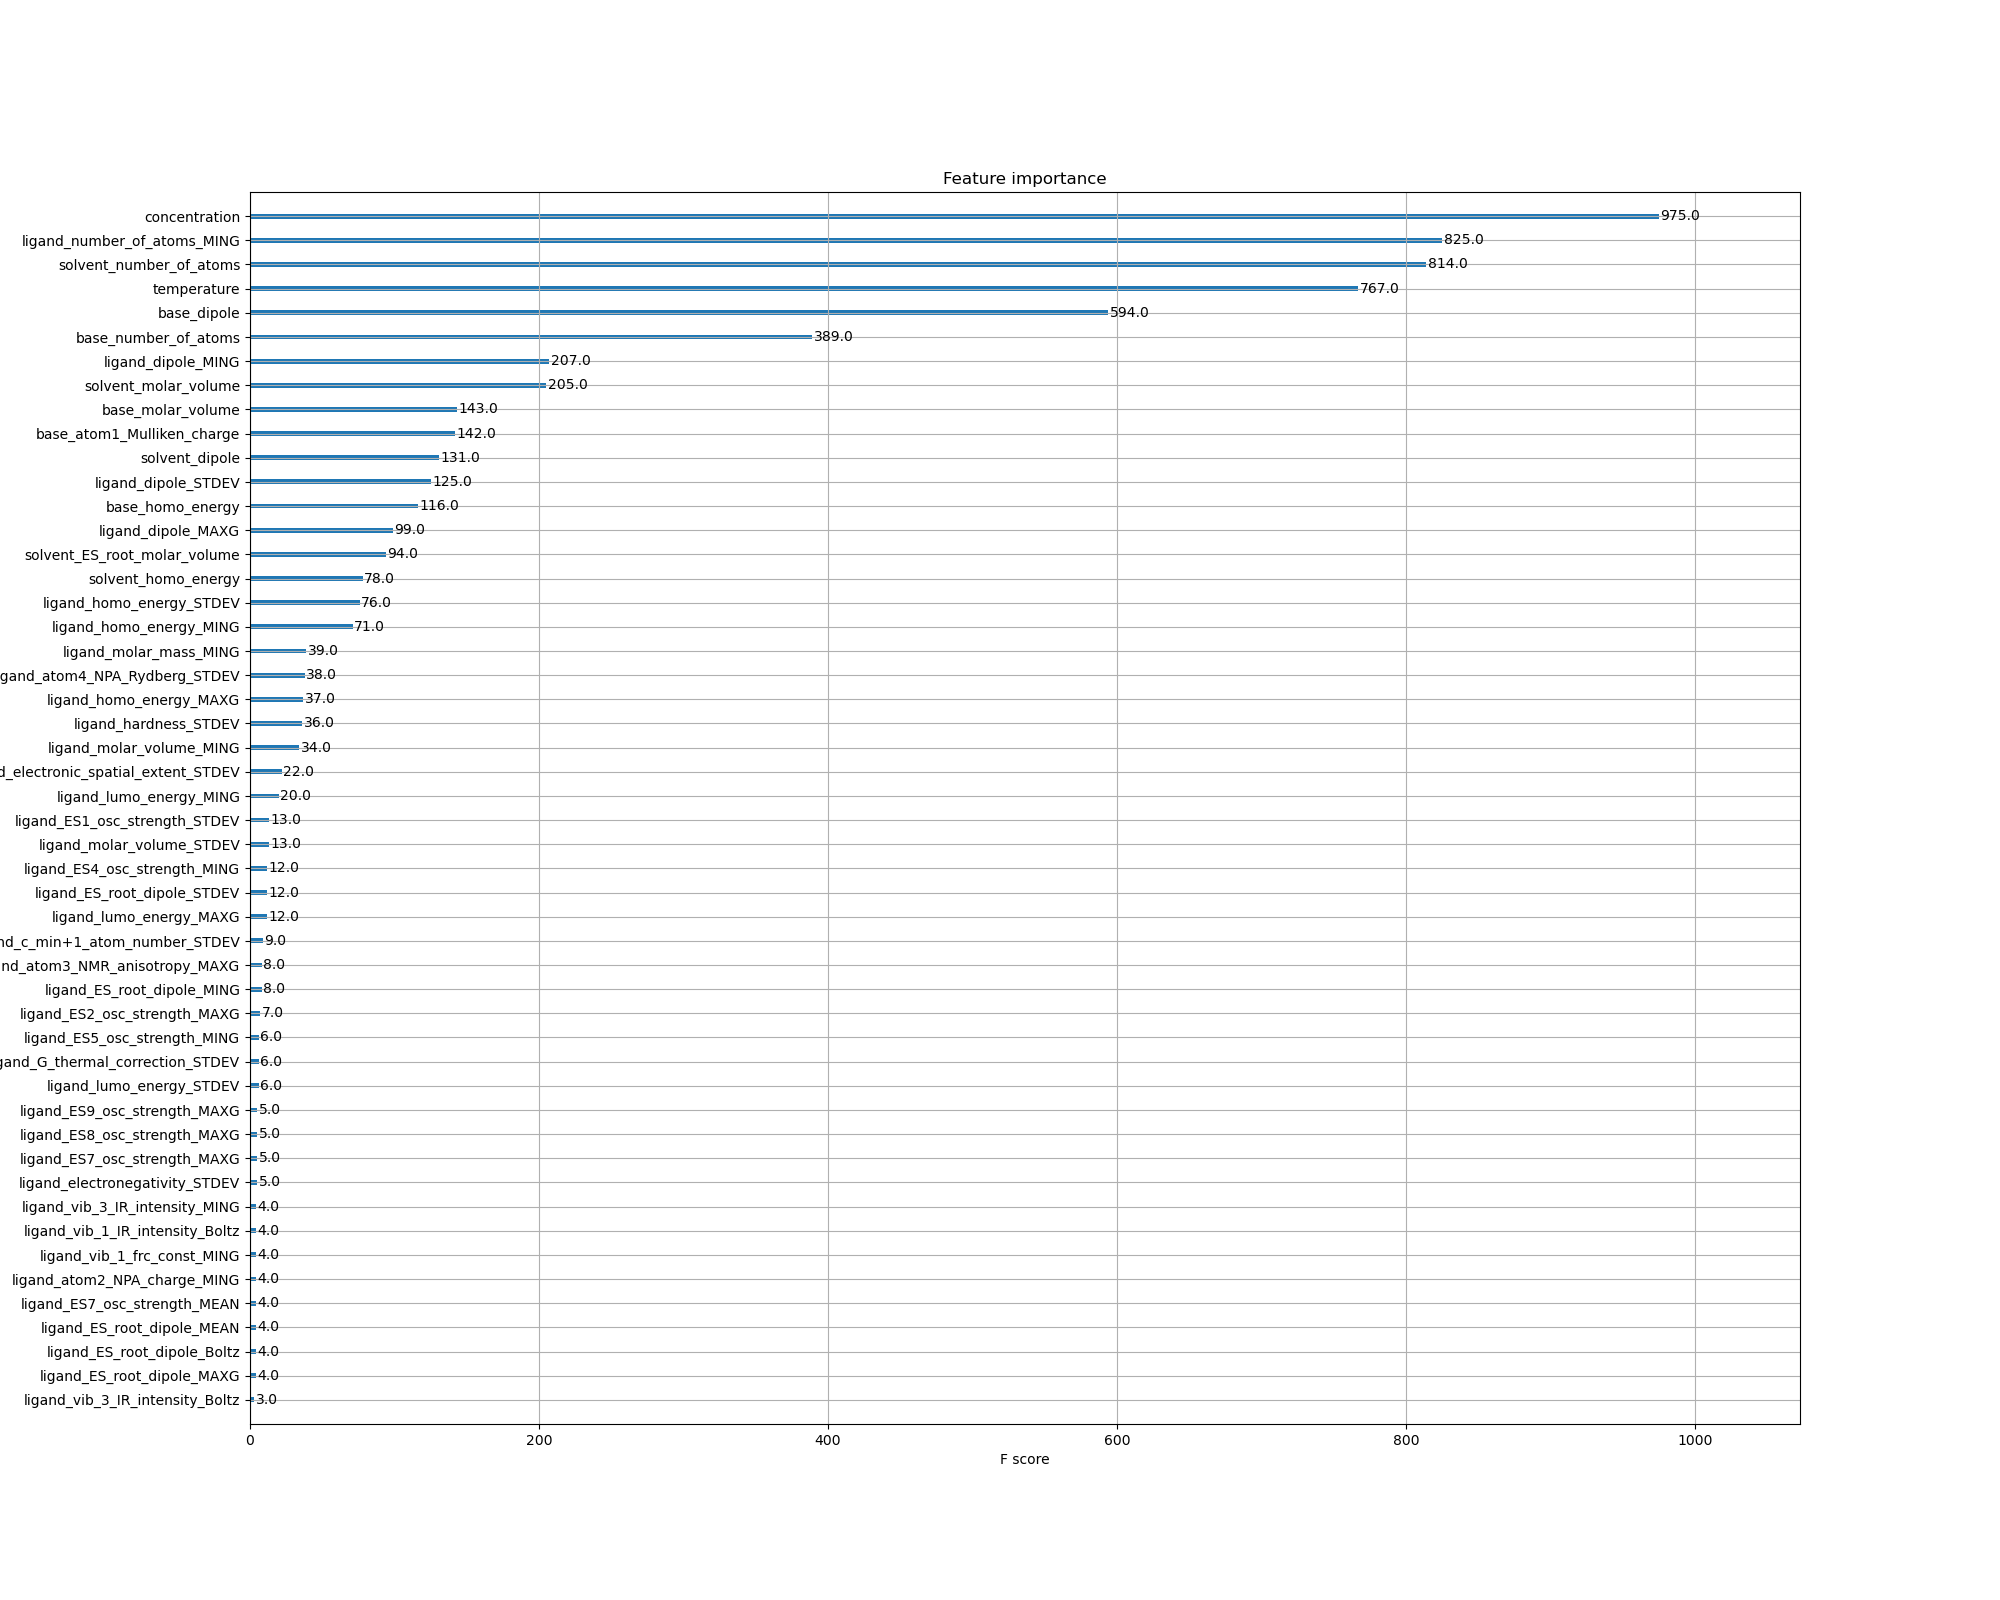 Feature importance
concentration 975.0
ligand_number_of_atoms_MING 825.0
solvent_number_of_atoms 814.0
temperature 767.0
base_dipole 594.0
base_number_of_atoms 389.0
ligand_dipole_MING 207.0
solvent_molar_volume 205.0
base_molar_volume 143.0
base_atom1_Mulliken_charge 142.0
solvent_dipole 131.0
ligand_dipole_STDEV 125.0
base_homo_energy 116.0
ligand_dipole_MAXG 99.0
solvent_ES_root_molar_volume 94.0
solvent_homo_energy 78.0
ligand_homo_energy_STDEV 76.0
ligand_homo_energy_MING 71.0
ligand_molar_mass_MING 39.0
gand_atom4_NPA_Rydberg_STDEV 38.0
ligand_homo_energy_MAXG 37.0
ligand_hardness_STDEV 36.0
ligand_molar_volume_MING 34.0
d_electronic_spatial_extent_STDEV 22.0
ligand_lumo_energy_MING 20.0
ligand_ES1_osc_strength_STDEV 13.0
ligand_molar_volume_STDEV 13.0
ligand_ES4_osc_strength_MING 12.0
ligand_ES_root_dipole_STDEV 12.0
ligand_lumo_energy_MAXG 12.0
nd_c_min+1_atom_number_STDEV 9.0
nd_atom3_NMR_anisotropy_MAXG 8.0
ligand_ES_root_dipole_MING 8.0
ligand_ES2_osc_strength_MAXG 7.0
ligand_ES5_osc_strength_MING 6.0
gand_G_thermal_correction_STDEV 6.0
ligand_lumo_energy_STDEV 6.0
ligand_ES9_osc_strength_MAXG 5.0
ligand_ES8_osc_strength_MAXG 5.0
ligand_ES7_osc_strength_MAXG 5.0
ligand_electronegativity_STDEV 5.0
ligand_vib_3_IR_intensity_MING 4.0
ligand_vib_1_IR_intensity_Boltz 4.0
ligand_vib_1_frc_const_MING 4.0
ligand_atom2_NPA_charge_MING 4.0
ligand_ES7_osc_strength_MEAN 4.0
ligand_ES_root_dipole_MEAN 4.0
ligand_ES_root_dipole_Boltz 4.0
ligand_ES_root_dipole_MAXG 4.0
ligand_vib_3_IR_intensity_Boltz 3.0
0 200 400 600 800 1000
F score